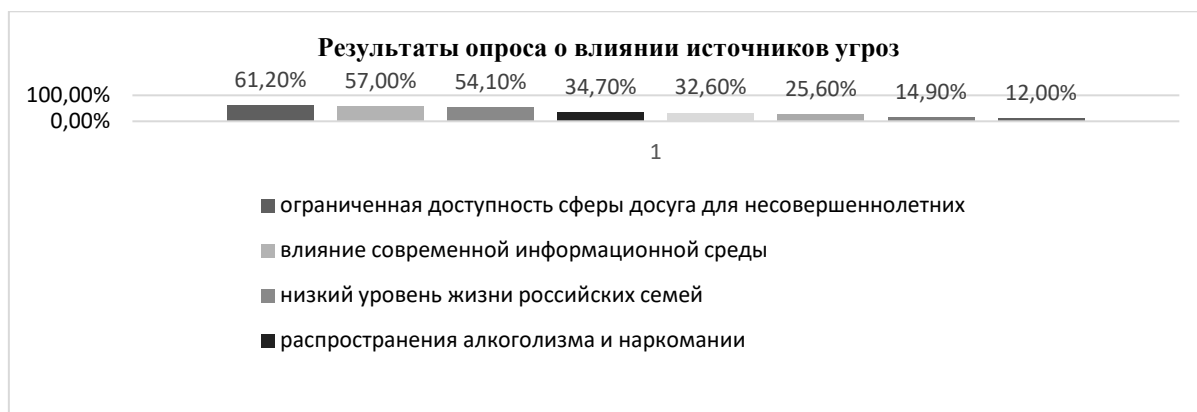 Результаты опроса о влиянии источников угроз
61,20% 57,00% 54,10% 34,70% 32,60% 25,60% 14,90% 12,00%
100,00%
0,00%
1
ограниченная доступность сферы досуга для несовершеннолетних
влияние современной информационной среды
низкий уровень жизни российских семей
распространения алкоголизма и наркомании